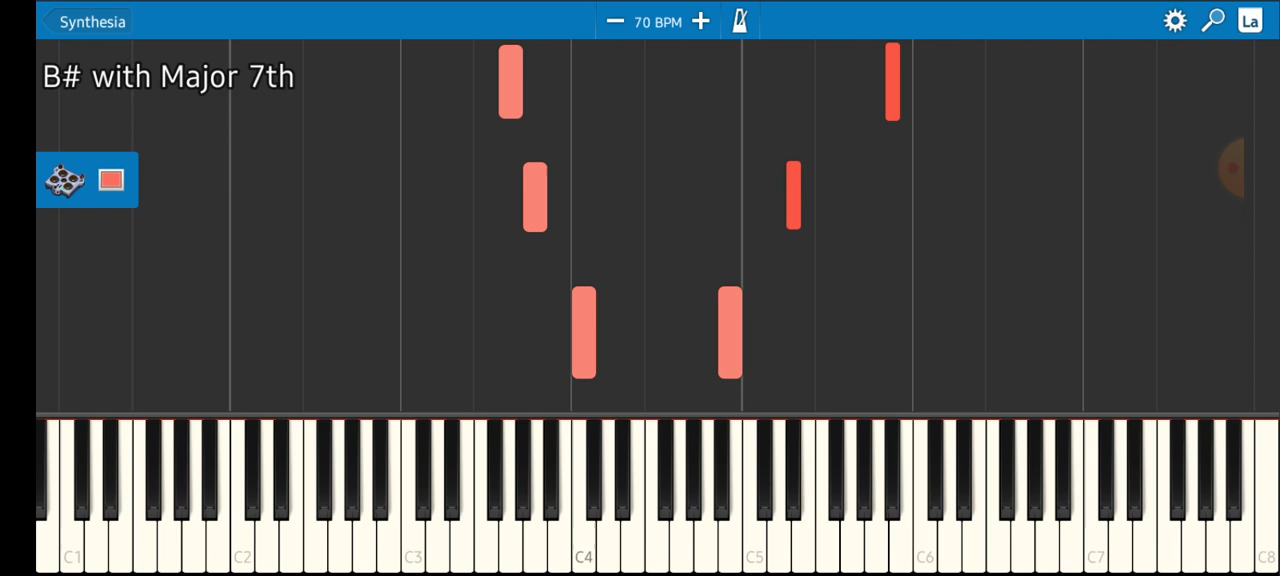 Synthesia
70 BPM
La
B# with Major 7th
C1 C2 C3 C4 C5 C6 C7 C8